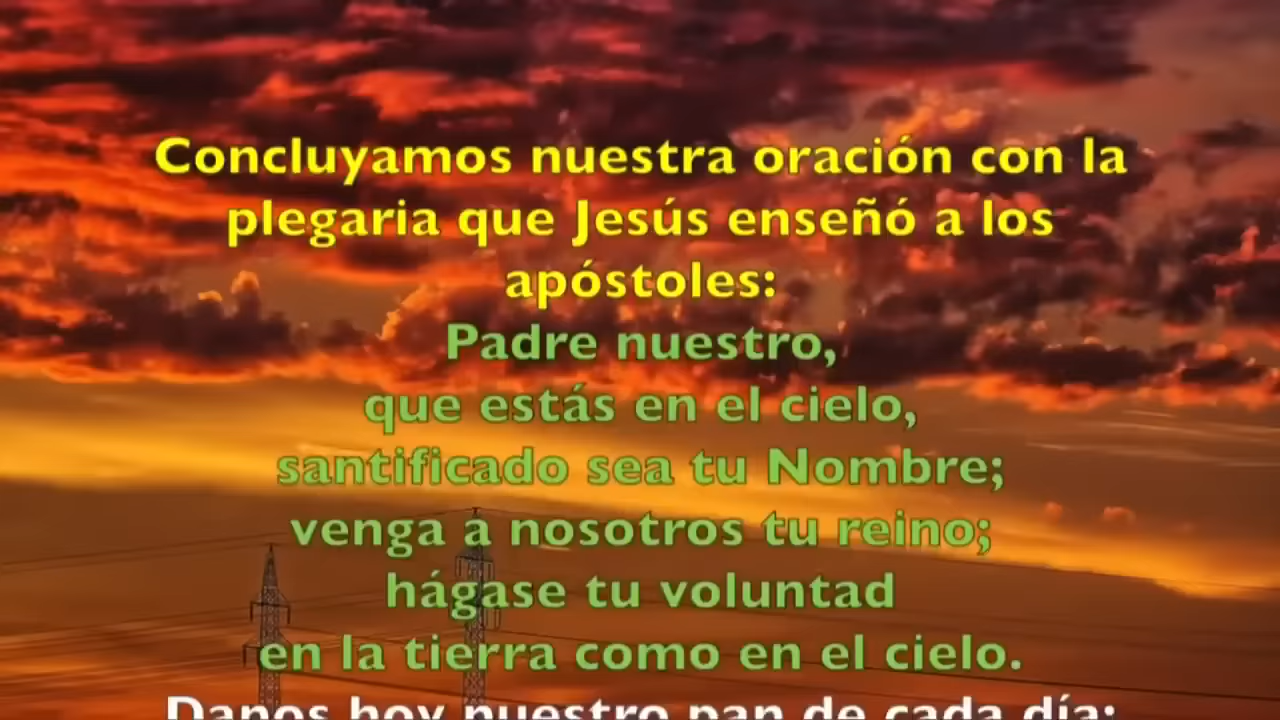 Concluyamos nuestra oración con la
plegaria que Jesús enseñó a los
apóstoles:
Padre nuestro,
que estás en el cielo,
santificado sea tu Nombre;
venga a nosotros tu reino;
hágase tu voluntad
en la tierra como en el cielo.
Danos hoy nuestro pan de cada día;